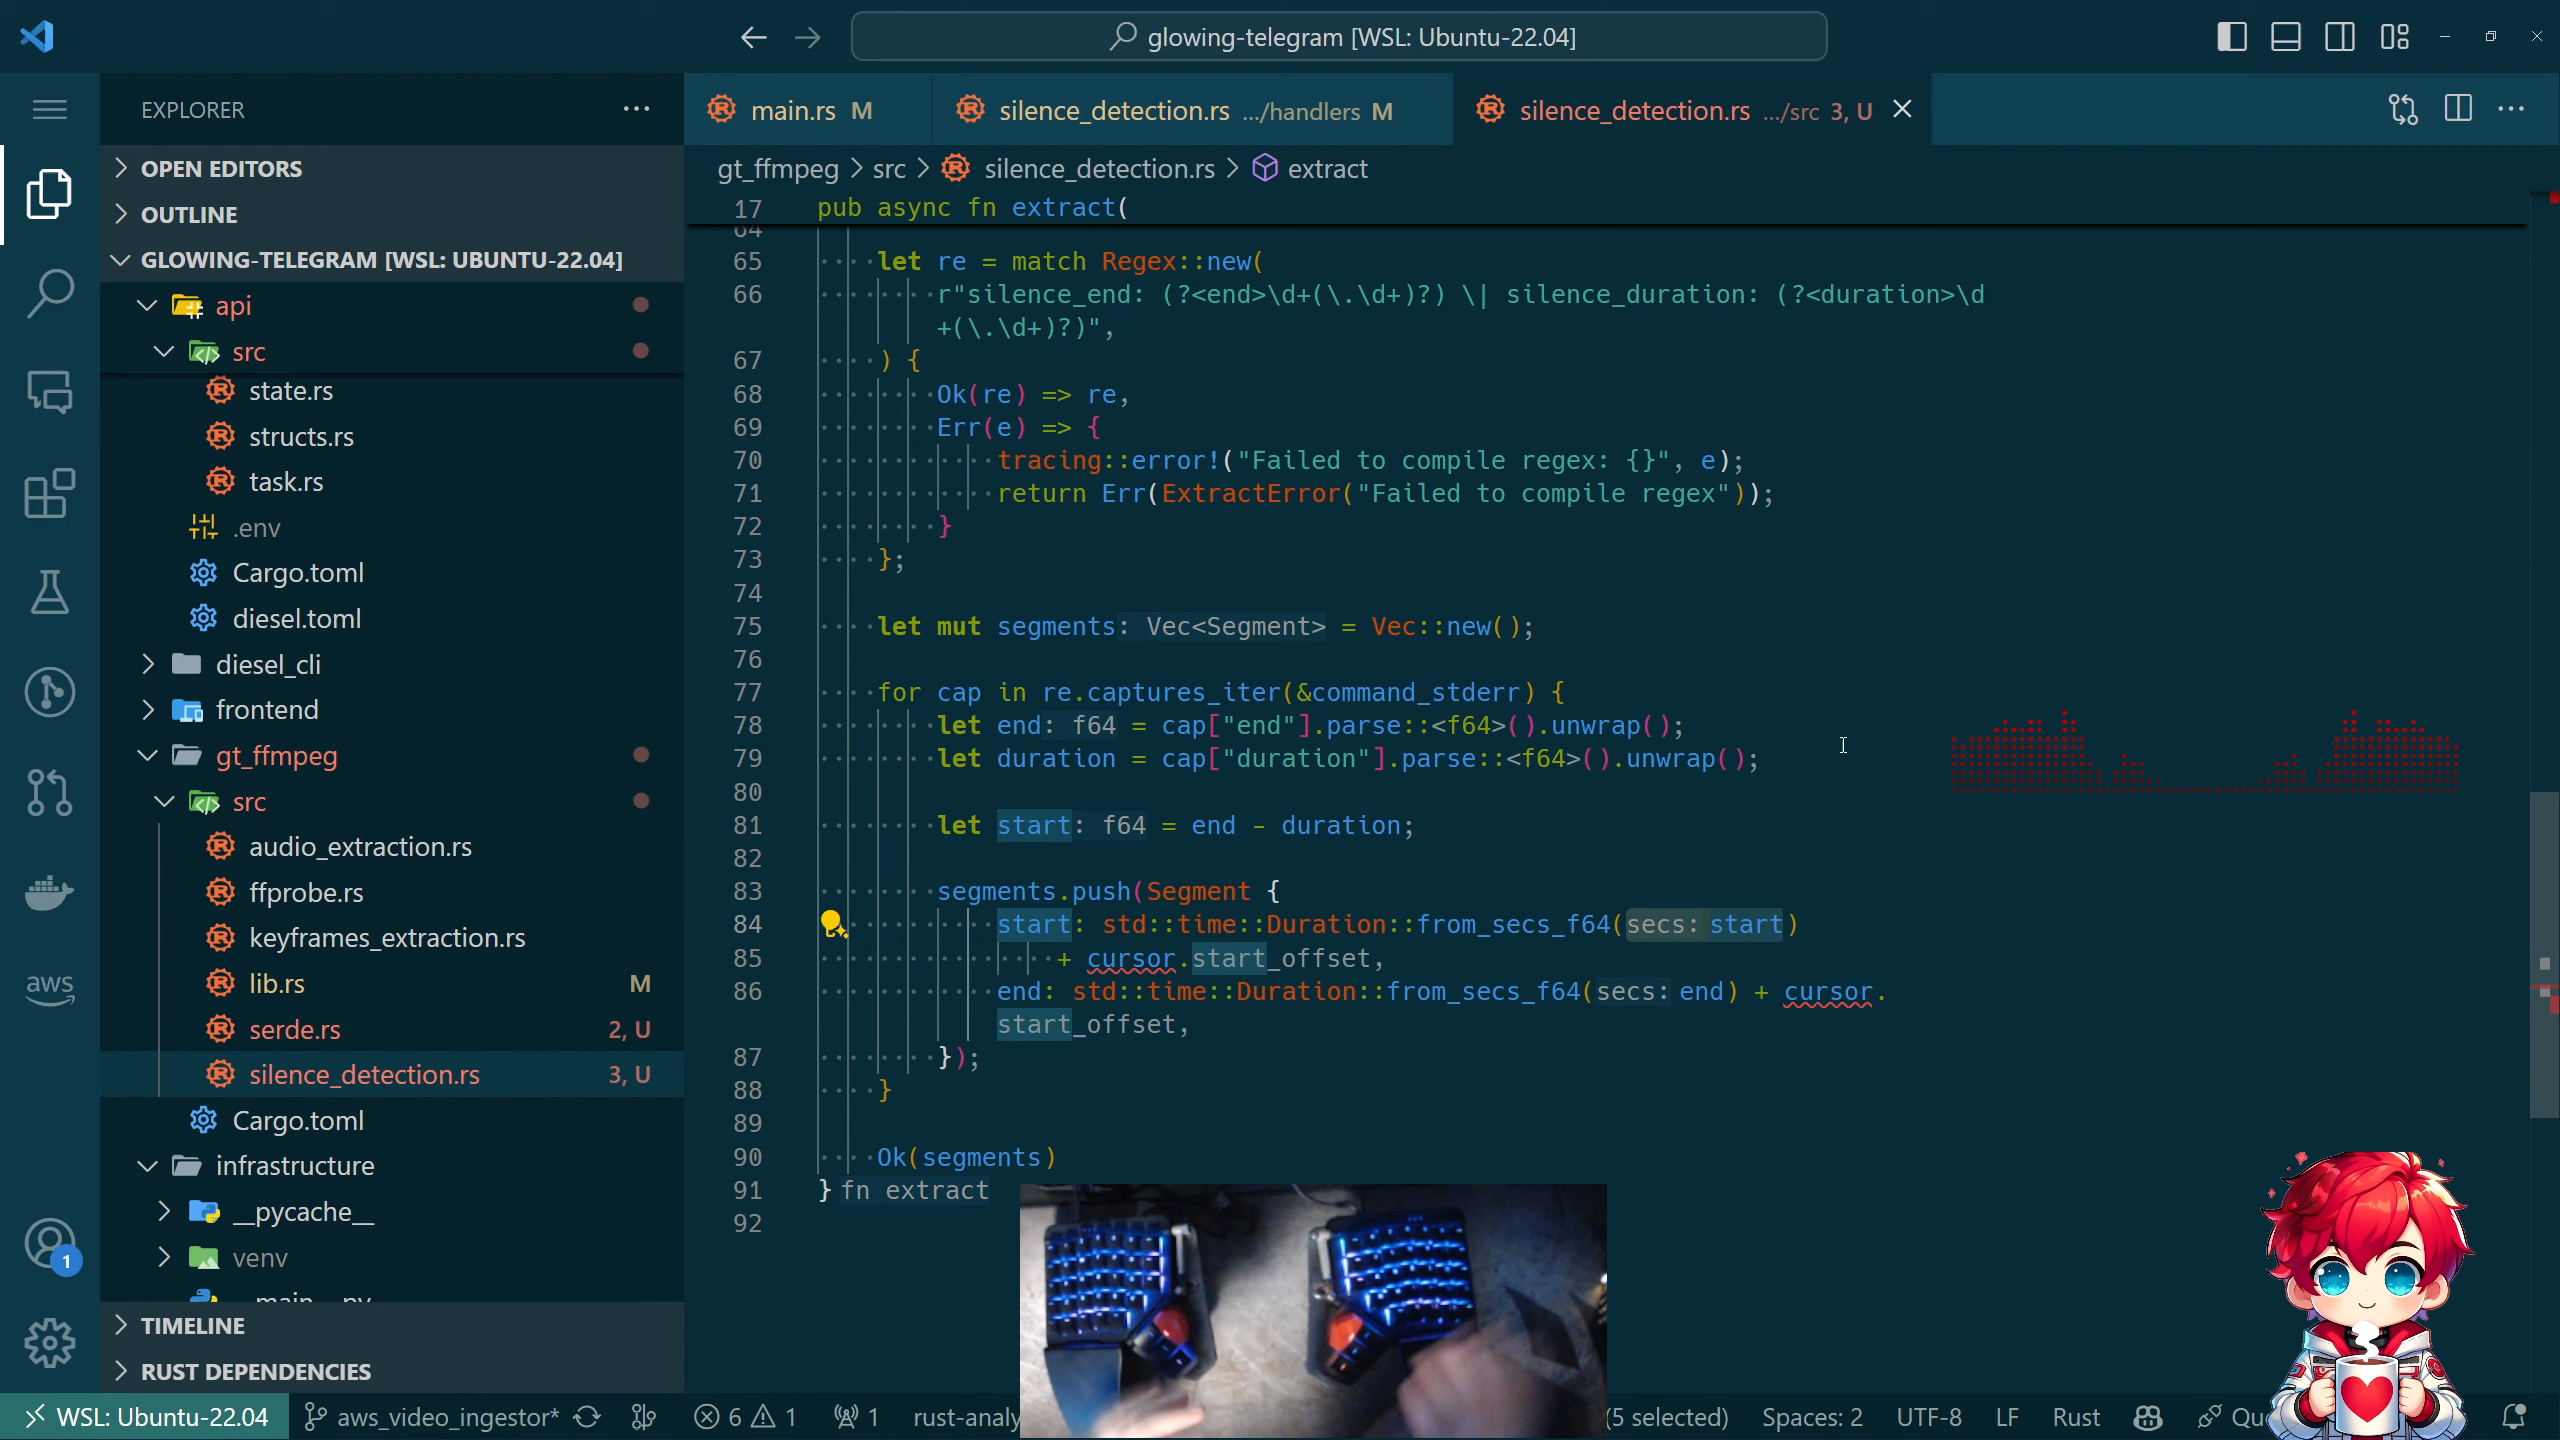 glowing-telegram [WSL: Ubuntu-22.04]
EXPLORER
OPEN EDITORS
OUTLINE
GLOWING-TELEGRAM [WSL: UBUNTU-22.04]
api
src
state.rs
structs.rs
task.rs
.env
Cargo.toml
diesel.toml
diesel_cli
frontend
gt_ffmpeg
src
audio_extraction.rs
ffprobe.rs
keyframes_extraction.rs
lib.rs M
serde.rs 2, U
silence_detection.rs 3, U
Cargo.toml
infrastructure
__pycache__
venv
TIMELINE
RUST DEPENDENCIES
aws
1
main.rs M
silence_detection.rs .../handlers M
silence_detection.rs .../src 3, U
gt_ffmpeg > src > silence_detection.rs > extract
17 pub async fn extract(
64
65 let re = match Regex::new(
66 r"silence_end: (?<end>\d+(\.\d+)?) \| silence_duration: (?<duration>\d
+(\.\d+)?)",
67 ) {
68 Ok(re) => re,
69 Err(e) => {
70 tracing::error!("Failed to compile regex: {}", e);
71 return Err(ExtractError("Failed to compile regex"));
72 }
73 };
74
75 let mut segments: Vec<Segment> = Vec::new();
76
77 for cap in re.captures_iter(&command_stderr) {
78 let end: f64 = cap["end"].parse::<f64>().unwrap();
79 let duration = cap["duration"].parse::<f64>().unwrap();
80
81 let start: f64 = end - duration;
82
83 segments.push(Segment {
84 start: std::time::Duration::from_secs_f64(secs: start)
85 + cursor.start_offset,
86 end: std::time::Duration::from_secs_f64(secs: end) + cursor.
start_offset,
87 });
88 }
89
90 Ok(segments)
91 } fn extract
92
WSL: Ubuntu-22.04 aws_video_ingestor* 6 1 1 rust-analy (5 selected) Spaces: 2 UTF-8 LF Rust